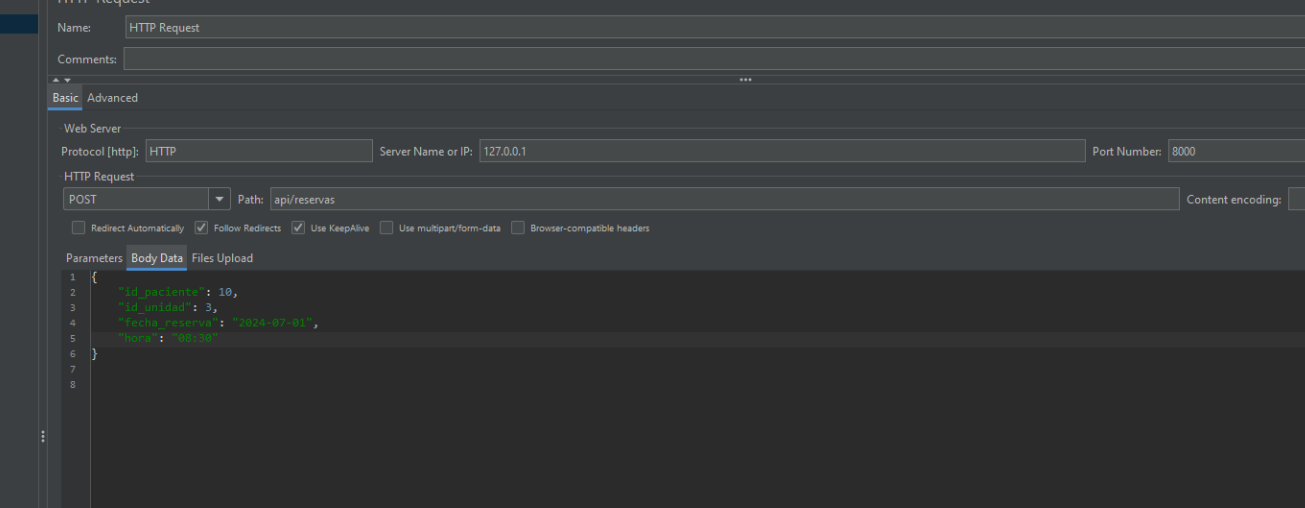 HTTP Request
Name: HTTP Request
Comments:
Basic Advanced
Web Server
Protocol [http]: HTTP Server Name or IP: 127.0.0.1 Port Number: 8000
HTTP Request
POST Path: api/reservas Content encoding:
Redirect Automatically Follow Redirects Use KeepAlive Use multipart/form-data Browser-compatible headers
Parameters Body Data Files Upload
1 {
2 "id_paciente": 10,
3 "id_unidad": 3,
4 "fecha_reserva": "2024-07-01",
5 "hora": "08:30"
6 }
7
8